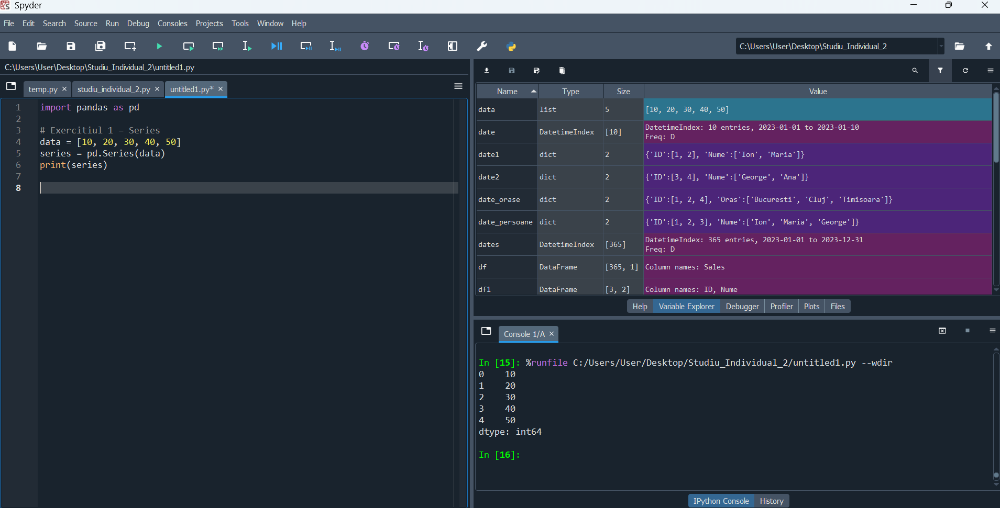 Spyder
File Edit Search Source Run Debug Consoles Projects Tools Window Help
C:\Users\User\Desktop\Studiu_Individual_2
C:\Users\User\Desktop\Studiu_Individual_2\untitled1.py
temp.py studiu_individual_2.py untitled1.py*
1 import pandas as pd
2
3 # Exercitiul 1 – Series
4 data = [10, 20, 30, 40, 50]
5 series = pd.Series(data)
6 print(series)
7
8
Name Type Size Value
data list 5 [10, 20, 30, 40, 50]
date DatetimeIndex [10] DatetimeIndex: 10 entries, 2023-01-01 to 2023-01-10
Freq: D
date1 dict 2 {'ID':[1, 2], 'Nume':['Ion', 'Maria']}
date2 dict 2 {'ID':[3, 4], 'Nume':['George', 'Ana']}
date_orase dict 2 {'ID':[1, 2, 4], 'Oras':['Bucuresti', 'Cluj', 'Timisoara']}
date_persoane dict 2 {'ID':[1, 2, 3], 'Nume':['Ion', 'Maria', 'George']}
dates DatetimeIndex [365] DatetimeIndex: 365 entries, 2023-01-01 to 2023-12-31
Freq: D
df DataFrame [365, 1] Column names: Sales
df1 DataFrame [3, 2] Column names: ID, Nume
Help Variable Explorer Debugger Profiler Plots Files
Console 1/A
In [15]: %runfile C:/Users/User/Desktop/Studiu_Individual_2/untitled1.py --wdir
0 10
1 20
2 30
3 40
4 50
dtype: int64
In [16]:
IPython Console History